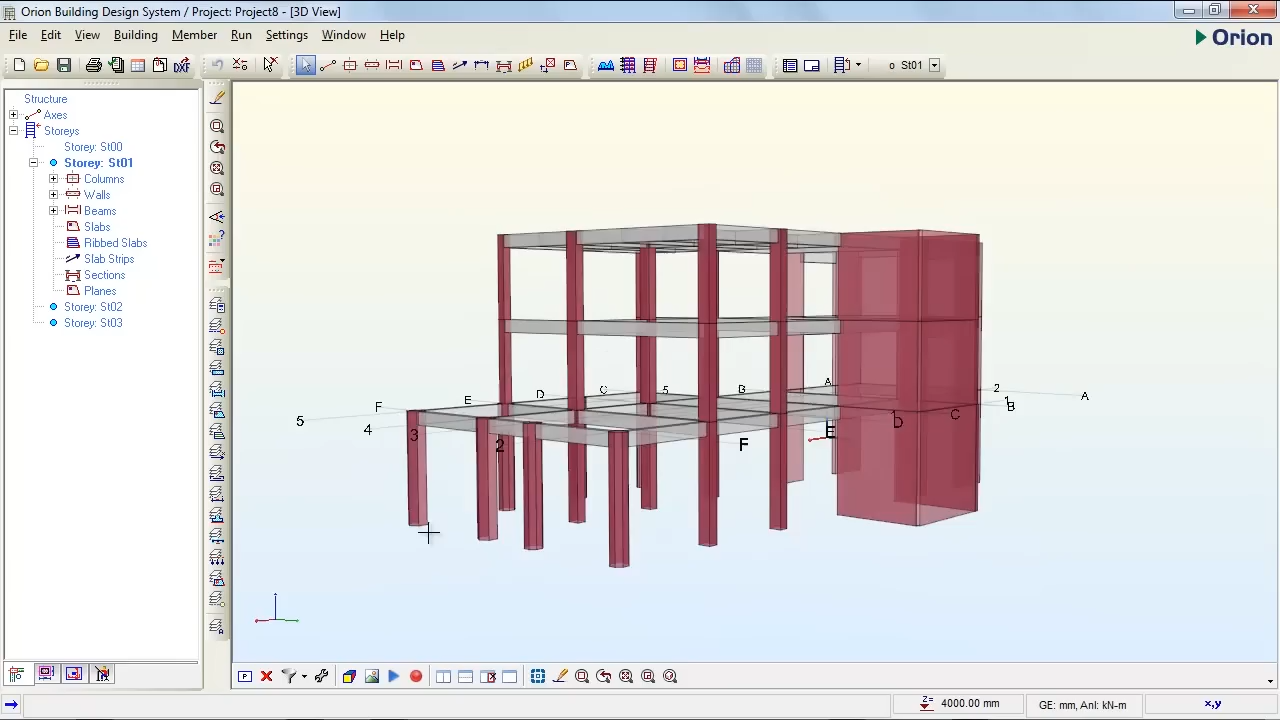 Orion Building Design System / Project: Project8 - [3D View]
File Edit View Building Member Run Settings Window Help
Orion
DXF
o St01
Structure
Axes
Storeys
Storey: St00
Storey: St01
Columns
Walls
Beams
Slabs
Ribbed Slabs
Slab Strips
Sections
Planes
Storey: St02
Storey: St03
5 F E D C 5 B A 2 A
4 3 2 F E D C 1 B
Z= 4000.00 mm GE: mm, Anl: kN-m x,y